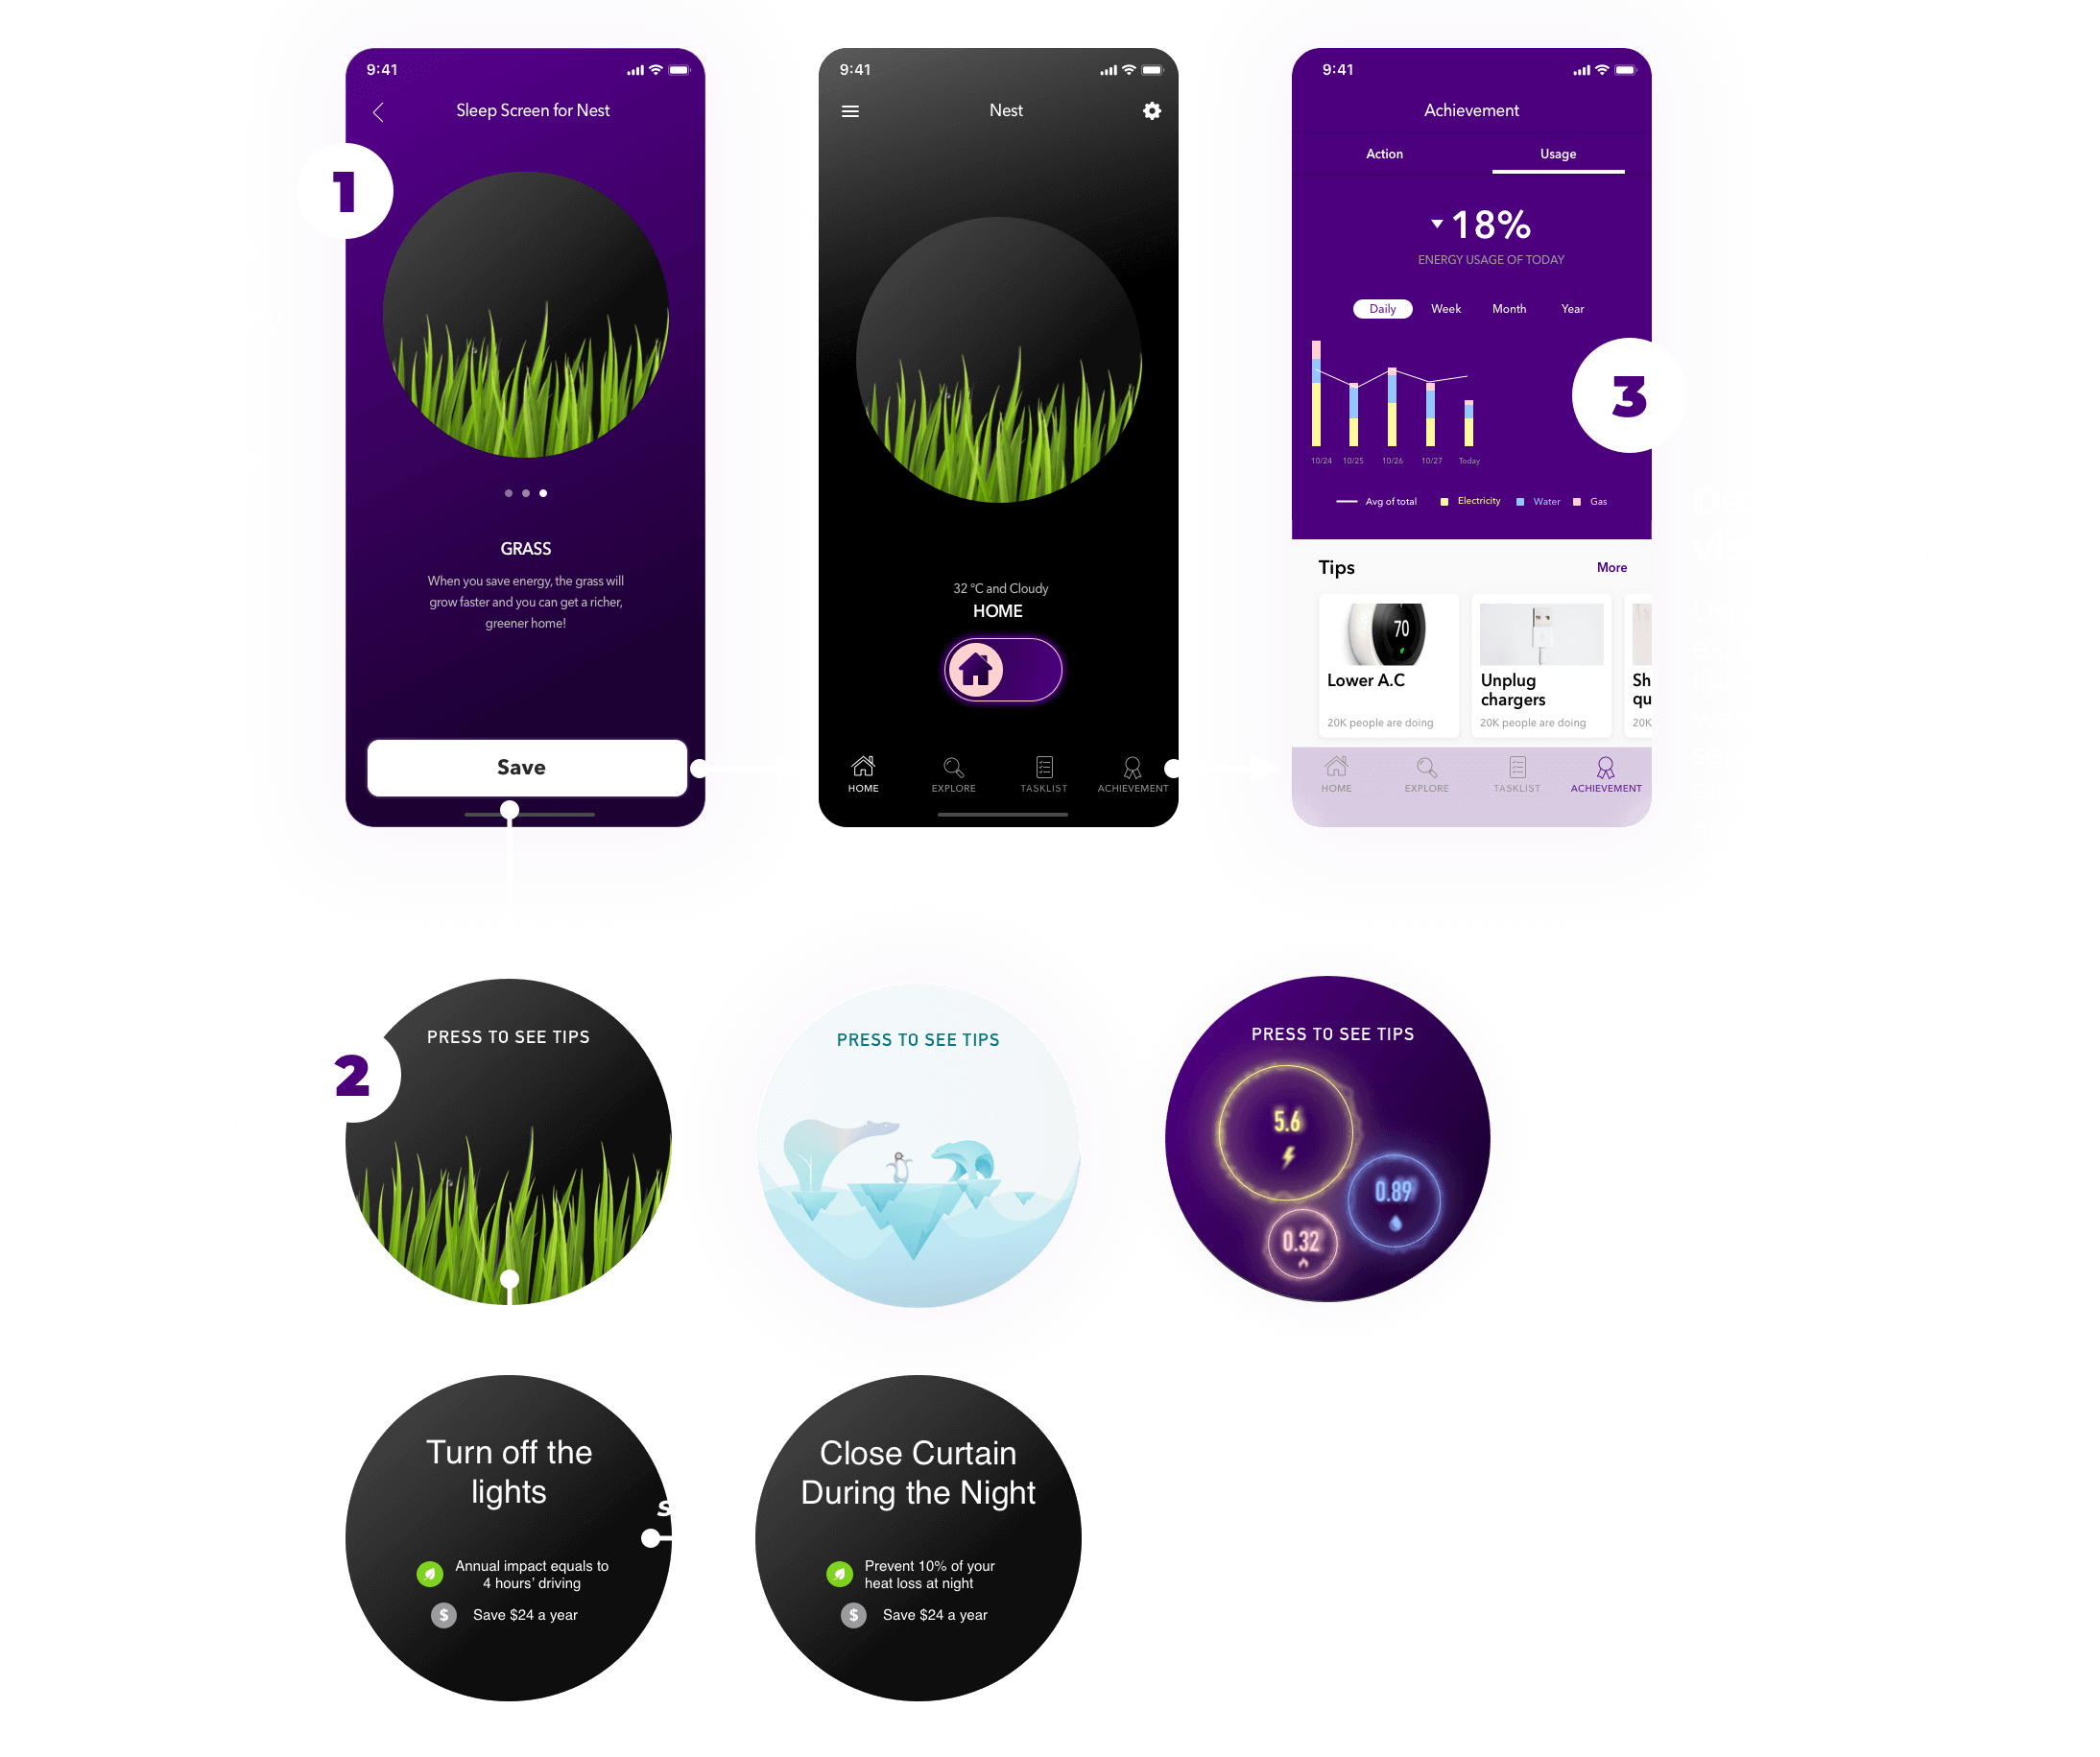 9:41
Sleep Screen for Nest
1
GRASS
When you save energy, the grass will
grow faster and you can get a richer,
greener home!
Save
9:41
Nest
32 °C and Cloudy
HOME
HOME
EXPLORE
TASKLIST
ACHIEVEMENT
9:41
Achievement
Action
Usage
18%
ENERGY USAGE OF TODAY
Daily
Week
Month
Year
3
10/24
10/25
10/26
10/27
Today
Avg of total
Electricity
Water
Gas
Tips
More
70
Lower A.C
20K people are doing
Unplug
chargers
20K people are doing
Sh
qu
20K
HOME
EXPLORE
TASKLIST
ACHIEVEMENT
2
PRESS TO SEE TIPS
PRESS TO SEE TIPS
PRESS TO SEE TIPS
5.6
0.89
0.32
Turn off the
lights
s
Annual impact equals to
4 hours’ driving
$
Save $24 a year
Close Curtain
During the Night
Prevent 10% of your
heat loss at night
$
Save $24 a year